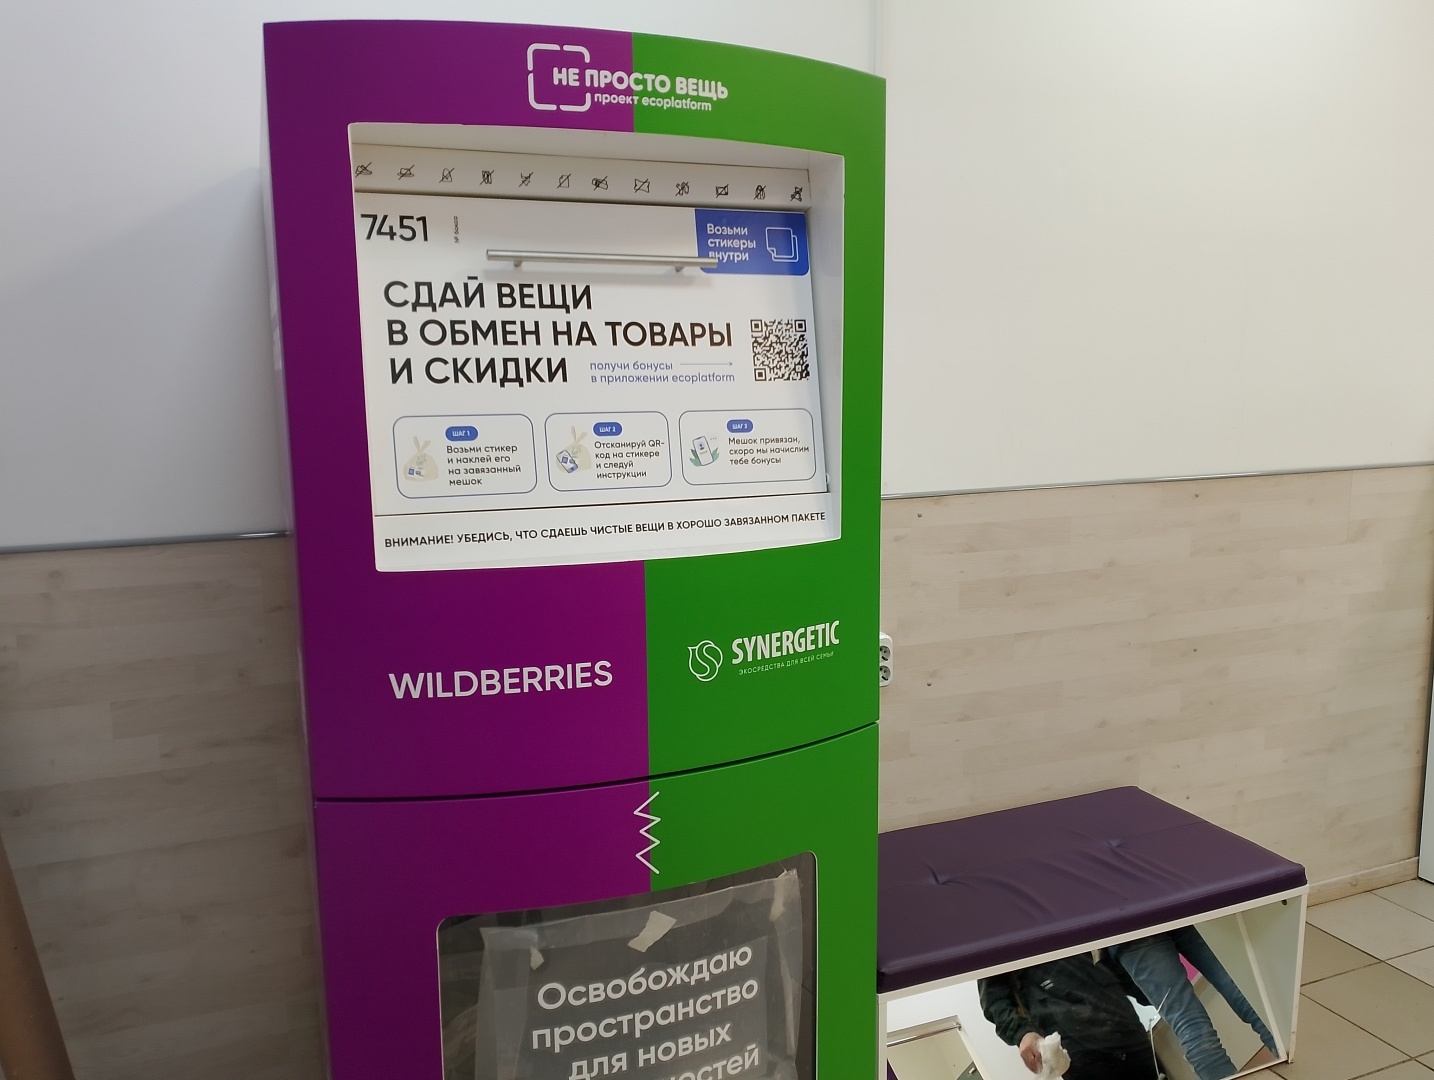 НЕ ПРОСТО ВЕЩЬ
проект ecoplatform
7451
Возьми
стикеры
внутри
СДАЙ ВЕЩИ
В ОБМЕН НА ТОВАРЫ
И СКИДКИ
получи бонусы
в приложении ecoplatform
ШАГ 1
Возьми стикер
и наклей его
на завязанный
мешок
ШАГ 2
Отсканируй QR-
код на стикере
и следуй
инструкции
ШАГ 3
Мешок привязан,
скоро мы начислим
тебе бонусы
ВНИМАНИЕ! УБЕДИСЬ, ЧТО СДАЕШЬ ЧИСТЫЕ ВЕЩИ В ХОРОШО ЗАВЯЗАННОМ ПАКЕТЕ
WILDBERRIES
SYNERGETIC
ЭКОСРЕДСТВА ДЛЯ ВСЕЙ СЕМЬИ
Освобождаю
пространство
для новых